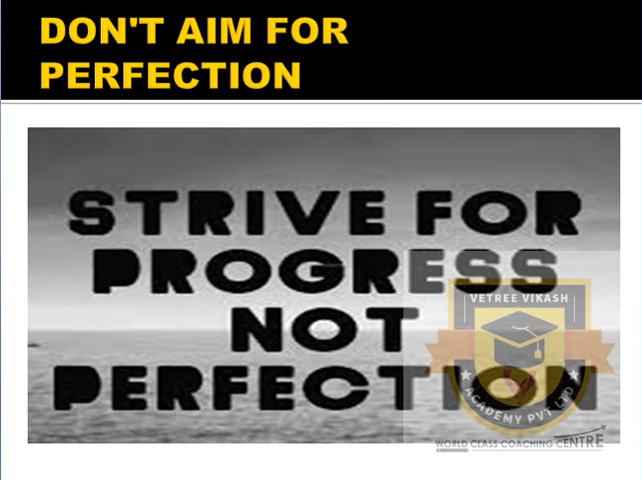 DON'T AIM FOR
PERFECTION
STRIVE FOR
PROGRESS
NOT
PERFECTION
VETREE VIKASH
ACADEMY PVT LTD
WORLD CLASS COACHING CENTRE